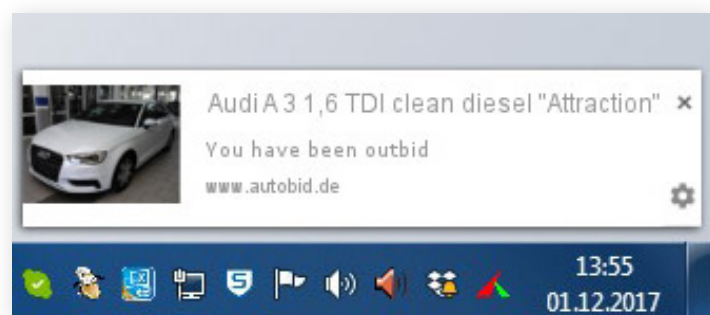 Audi A 3 1,6 TDI clean diesel "Attraction"
You have been outbid
www.autobid.de
13:55
01.12.2017